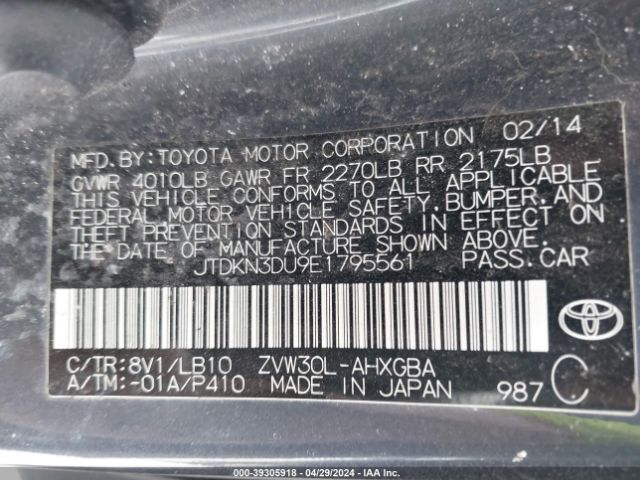 MFD. BY: TOYOTA MOTOR CORPORATION 02/14
GVWR 4010LB GAWR FR 2270LB RR 2175LB
THIS VEHICLE CONFORMS TO ALL APPLICABLE
FEDERAL MOTOR VEHICLE SAFETY, BUMPER, AND
THEFT PREVENTION STANDARDS IN EFFECT ON
THE DATE OF MANUFACTURE SHOWN ABOVE.
JTDKN3DU9E1795561 PASS. CAR
C/TR: 8V1/LB10 ZVW30L-AHXGBA
A/TM: -01A/P410 MADE IN JAPAN 987 C
000-39305918 - 04/29/2024 - IAA Inc.